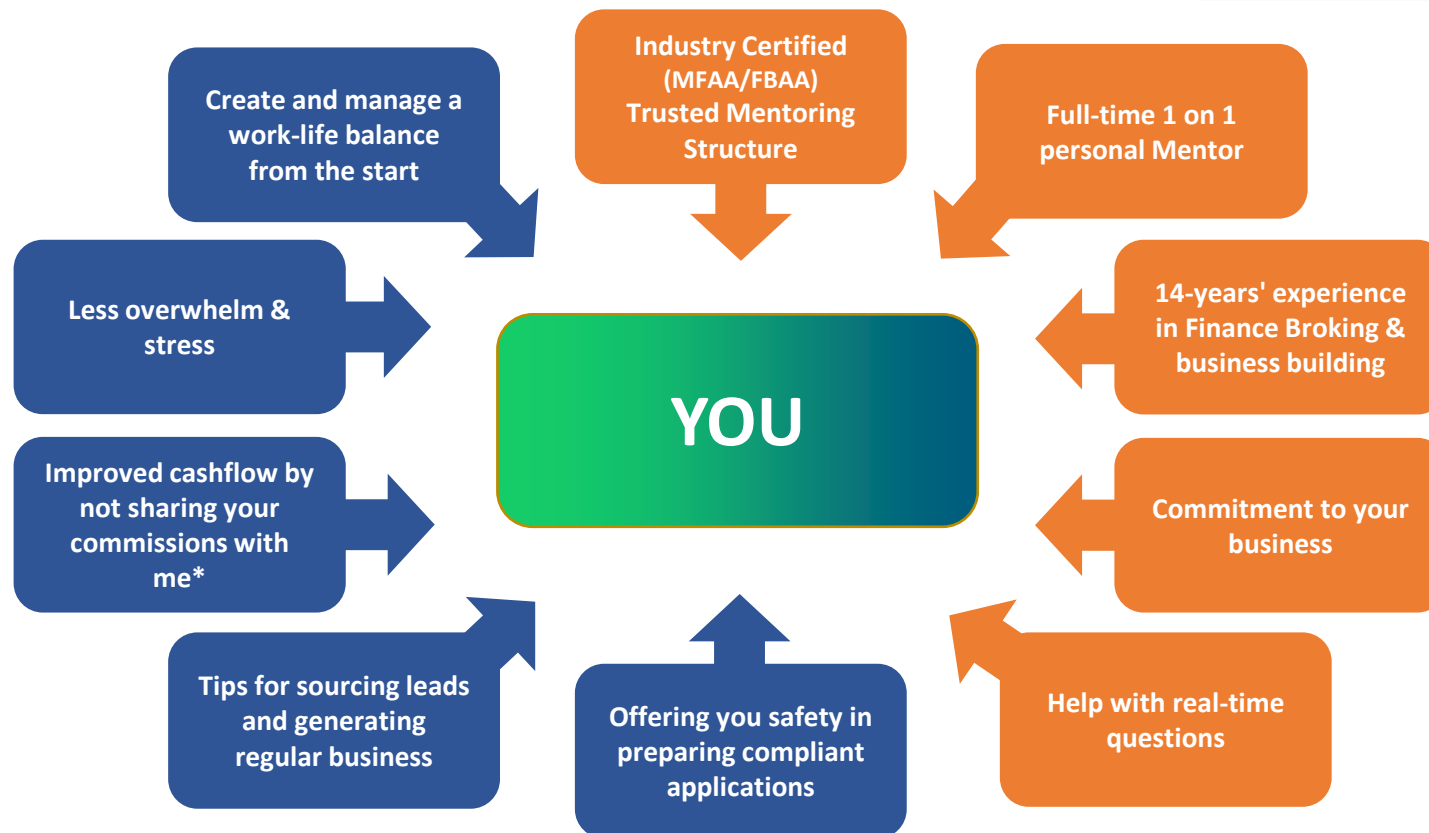 Industry Certified
(MFAA/FBAA)
Trusted Mentoring
Structure
Create and manage a
work-life balance
from the start
Full-time 1 on 1
personal Mentor
Less overwhelm &
stress
14-years' experience
in Finance Broking &
business building
YOU
Improved cashflow by
not sharing your
commissions with
me*
Commitment to your
business
Tips for sourcing leads
and generating
regular business
Offering you safety in
preparing compliant
applications
Help with real-time
questions